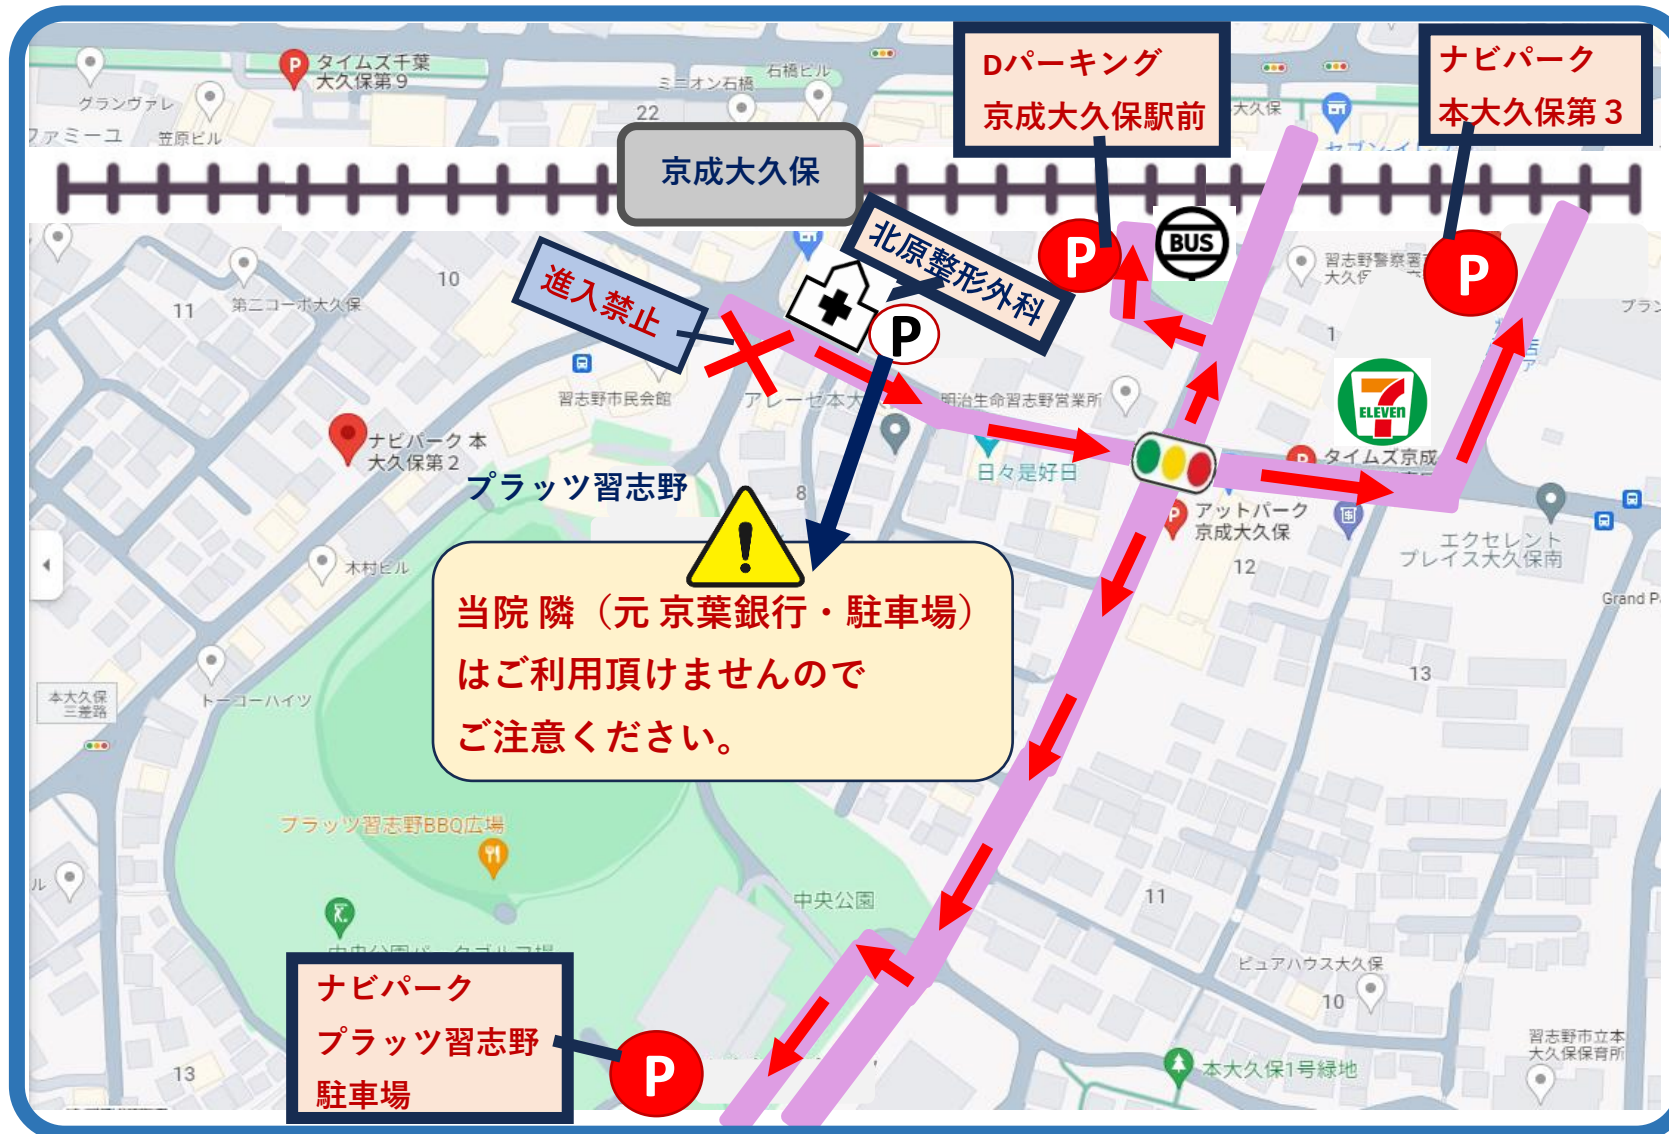 タイムズ千葉
大久保第９
グランヴァレ
ファミーユ
笠原ビル
ミニオン石橋
石橋ビル
22
Dパーキング
京成大久保駅前
大久保
ナビパーク
本大久保第３
京成大久保
北原整形外科
進入禁止
P
P
P
BUS
習志野警察署
10
11
第二コーポ大久保
習志野市民会館
アレーゼ本大
明治生命習志野営業所
7
ELEVEN
タイムズ京成
ナビパーク 本
大久保第２
日々是好日
プラッツ習志野
8
アットパーク
京成大久保
エクセレント
プレイス大久保南
12
木村ビル
Grand P
当院 隣（元 京葉銀行・駐車場）
はご利用頂けませんので
ご注意ください。
13
本大久保
三差路
トーコーハイツ
プラッツ習志野BBQ広場
中央公園
11
ピュアハウス大久保
10
ナビパーク
プラッツ習志野
駐車場
P
13
本大久保1号緑地
習志野市立本
大久保保育所